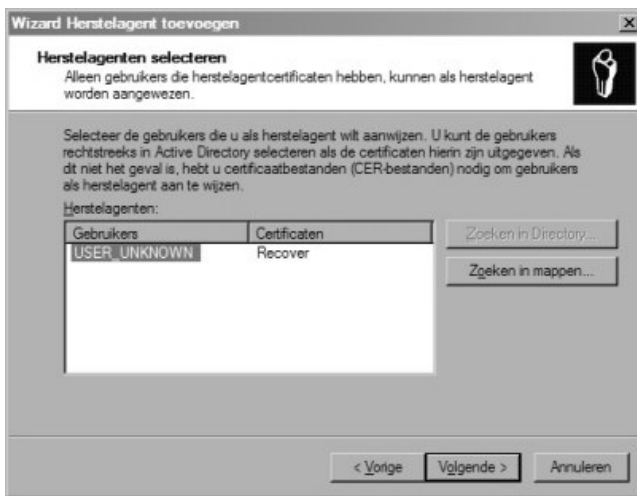 Wizard Herstelagent toevoegen
Herstelagenten selecteren
Alleen gebruikers die herstelagentcertificaten hebben, kunnen als herstelagent
worden aangewezen.
Selecteer de gebruikers die u als herstelagent wilt aanwijzen. U kunt de gebruikers
rechtstreeks in Active Directory selecteren als de certificaten hierin zijn uitgegeven. Als
dit niet het geval is, hebt u certificaatbestanden (CER-bestanden) nodig om gebruikers
als herstelagent aan te wijzen.
Herstelagenten:
Gebruikers Certificaten
USER_UNKNOWN Recover
Zoeken in Directory...
Zoeken in mappen...
< Vorige Volgende > Annuleren